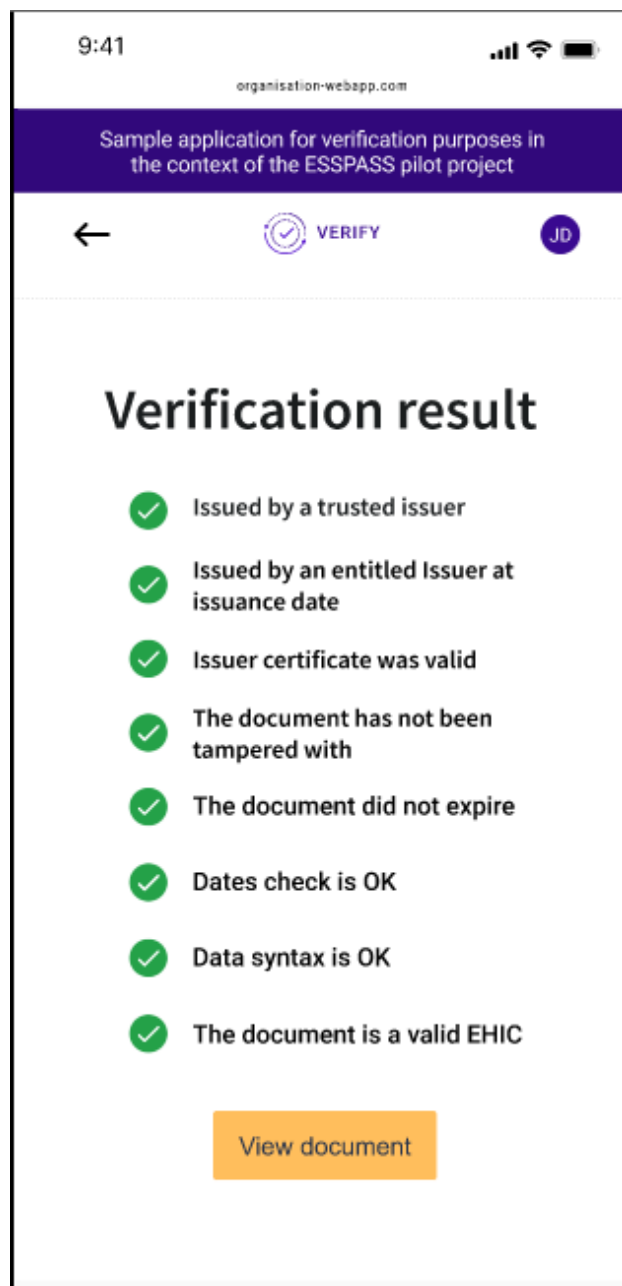 9:41
organisation-webapp.com
Sample application for verification purposes in
the context of the ESSPASS pilot project
VERIFY
JD
Verification result
Issued by a trusted issuer
Issued by an entitled Issuer at
issuance date
Issuer certificate was valid
The document has not been
tampered with
The document did not expire
Dates check is OK
Data syntax is OK
The document is a valid EHIC
View document